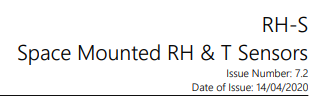 RH-S
Space Mounted RH & T Sensors
Issue Number: 7.2
Date of Issue: 14/04/2020